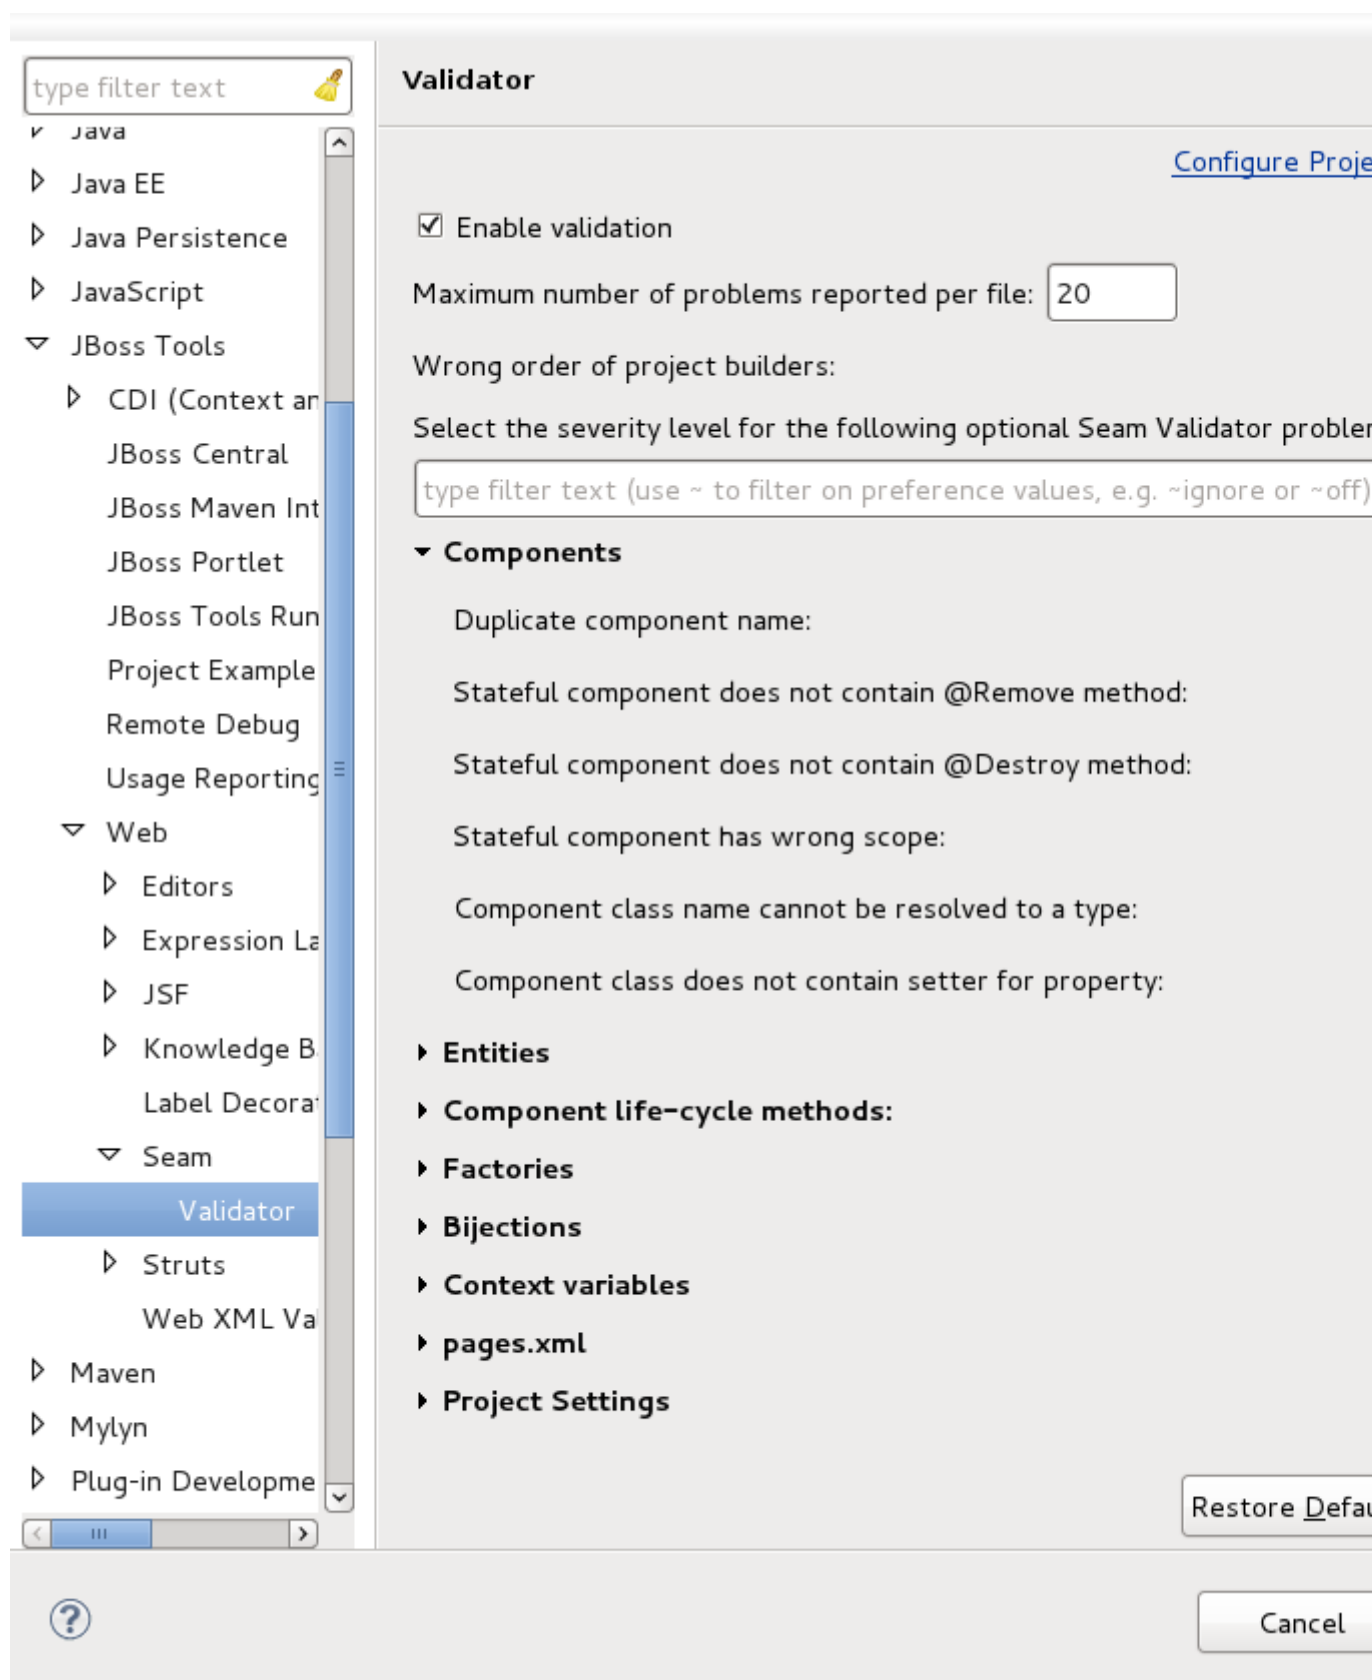 type filter text
Java
Java EE
Java Persistence
JavaScript
JBoss Tools
CDI (Context an
JBoss Central
JBoss Maven Int
JBoss Portlet
JBoss Tools Run
Project Example
Remote Debug
Usage Reporting
Web
Editors
Expression La
JSF
Knowledge B
Label Decorat
Seam
Validator
Struts
Web XML Val
Maven
Mylyn
Plug-in Developme
Validator
Configure Proje
Enable validation
Maximum number of problems reported per file: 20
Wrong order of project builders:
Select the severity level for the following optional Seam Validator problem
type filter text (use ~ to filter on preference values, e.g. ~ignore or ~off)
Components
Duplicate component name:
Stateful component does not contain @Remove method:
Stateful component does not contain @Destroy method:
Stateful component has wrong scope:
Component class name cannot be resolved to a type:
Component class does not contain setter for property:
Entities
Component life-cycle methods:
Factories
Bijections
Context variables
pages.xml
Project Settings
Restore Defau
?
Cancel